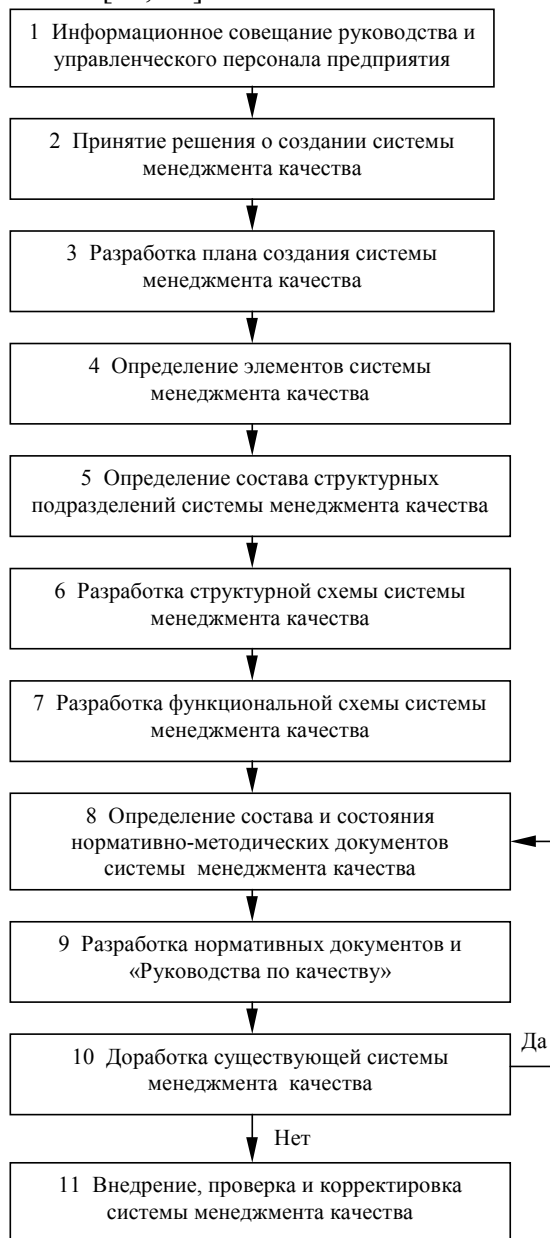 1 Информационное совещание руководства и
управленческого персонала предприятия
2 Принятие решения о создании системы
менеджмента качества
3 Разработка плана создания системы
менеджмента качества
4 Определение элементов системы
менеджмента качества
5 Определение состава структурных
подразделений системы менеджмента качества
6 Разработка структурной схемы системы
менеджмента качества
7 Разработка функциональной схемы системы
менеджмента качества
8 Определение состава и состояния
нормативно-методических документов
системы менеджмента качества
9 Разработка нормативных документов и
«Руководства по качеству»
10 Доработка существующей системы
менеджмента качества
Да
Нет
11 Внедрение, проверка и корректировка
системы менеджмента качества